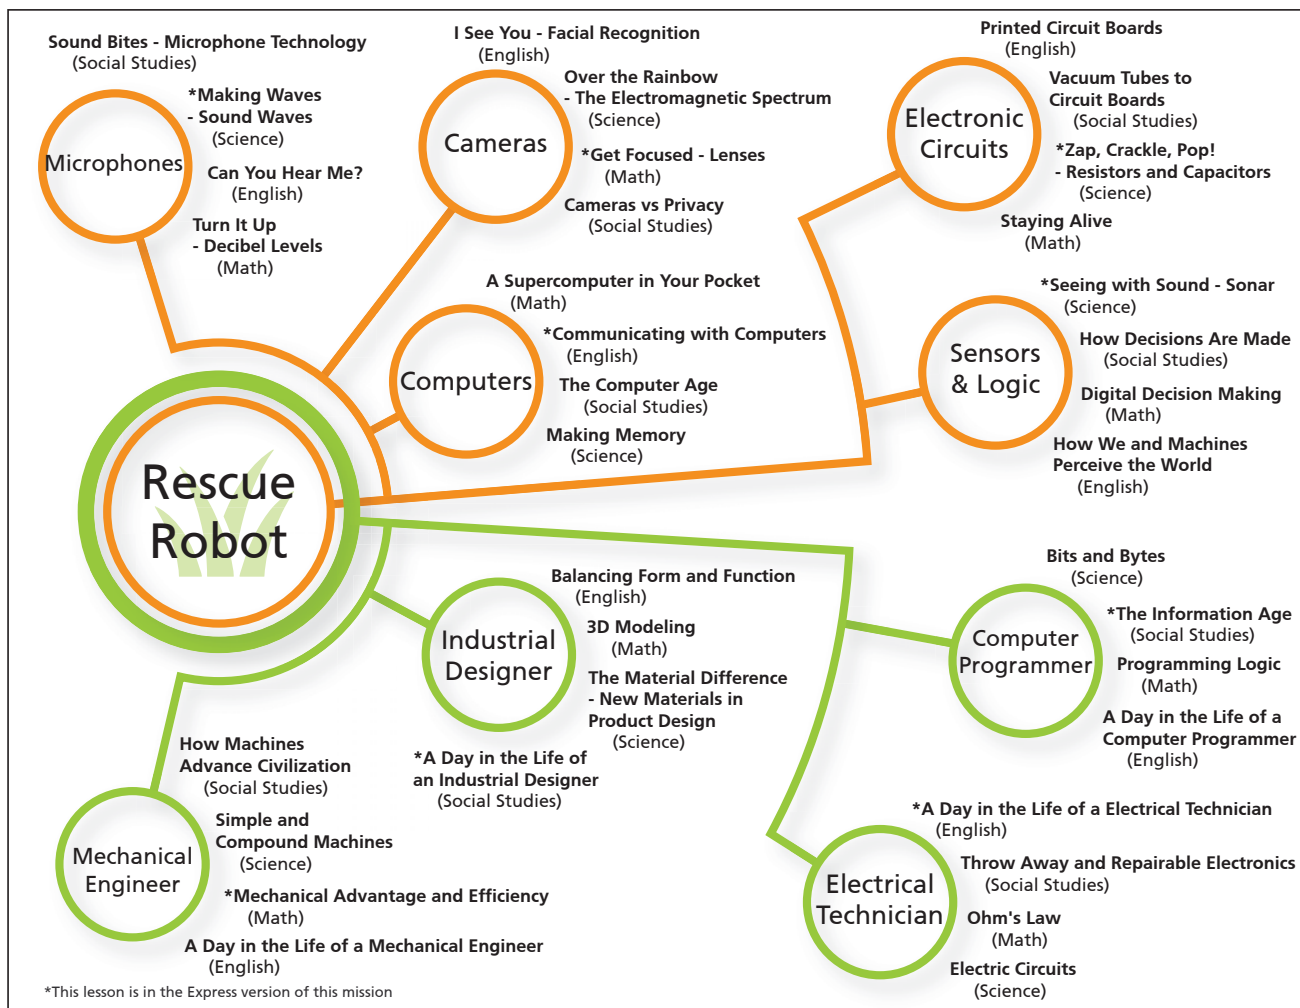 Sound Bites - Microphone Technology
(Social Studies)
*Making Waves
- Sound Waves
(Science)
Microphones
Can You Hear Me?
(English)
Turn It Up
- Decibel Levels
(Math)
I See You - Facial Recognition
(English)
Over the Rainbow
- The Electromagnetic Spectrum
(Science)
Cameras
*Get Focused - Lenses
(Math)
Cameras vs Privacy
(Social Studies)
Printed Circuit Boards
(English)
Vacuum Tubes to
Circuit Boards
(Social Studies)
Electronic
Circuits
*Zap, Crackle, Pop!
- Resistors and Capacitors
(Science)
Staying Alive
(Math)
A Supercomputer in Your Pocket
(Math)
*Communicating with Computers
(English)
Computers
The Computer Age
(Social Studies)
Making Memory
(Science)
*Seeing with Sound - Sonar
(Science)
How Decisions Are Made
(Social Studies)
Sensors
& Logic
Digital Decision Making
(Math)
How We and Machines
Perceive the World
(English)
Rescue
Robot
Balancing Form and Function
(English)
3D Modeling
(Math)
Industrial
Designer
The Material Difference
- New Materials in
Product Design
(Science)
*A Day in the Life of
an Industrial Designer
(Social Studies)
Bits and Bytes
(Science)
*The Information Age
(Social Studies)
Computer
Programmer
Programming Logic
(Math)
A Day in the Life of a
Computer Programmer
(English)
How Machines
Advance Civilization
(Social Studies)
Simple and
Compound Machines
(Science)
Mechanical
Engineer
*Mechanical Advantage and Efficiency
(Math)
A Day in the Life of a Mechanical Engineer
(English)
*A Day in the Life of a Electrical Technician
(English)
Throw Away and Repairable Electronics
(Social Studies)
Electrical
Technician
Ohm's Law
(Math)
Electric Circuits
(Science)
*This lesson is in the Express version of this mission